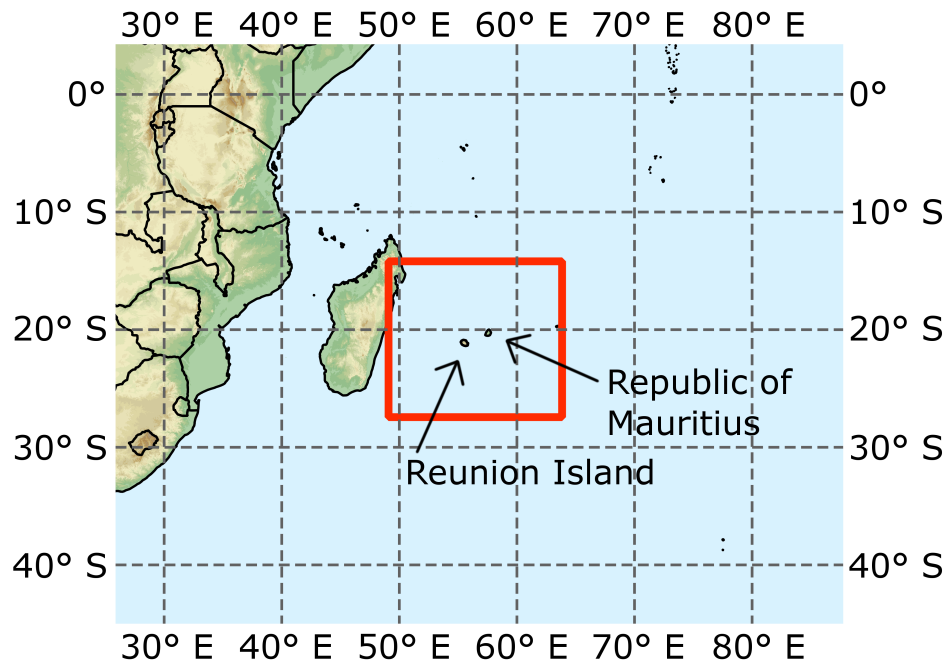 30° E 40° E 50° E 60° E 70° E 80° E
0° 0°
10° S 10° S
20° S 20° S
Republic of
Mauritius
30° S 30° S
Reunion Island
40° S 40° S
30° E 40° E 50° E 60° E 70° E 80° E